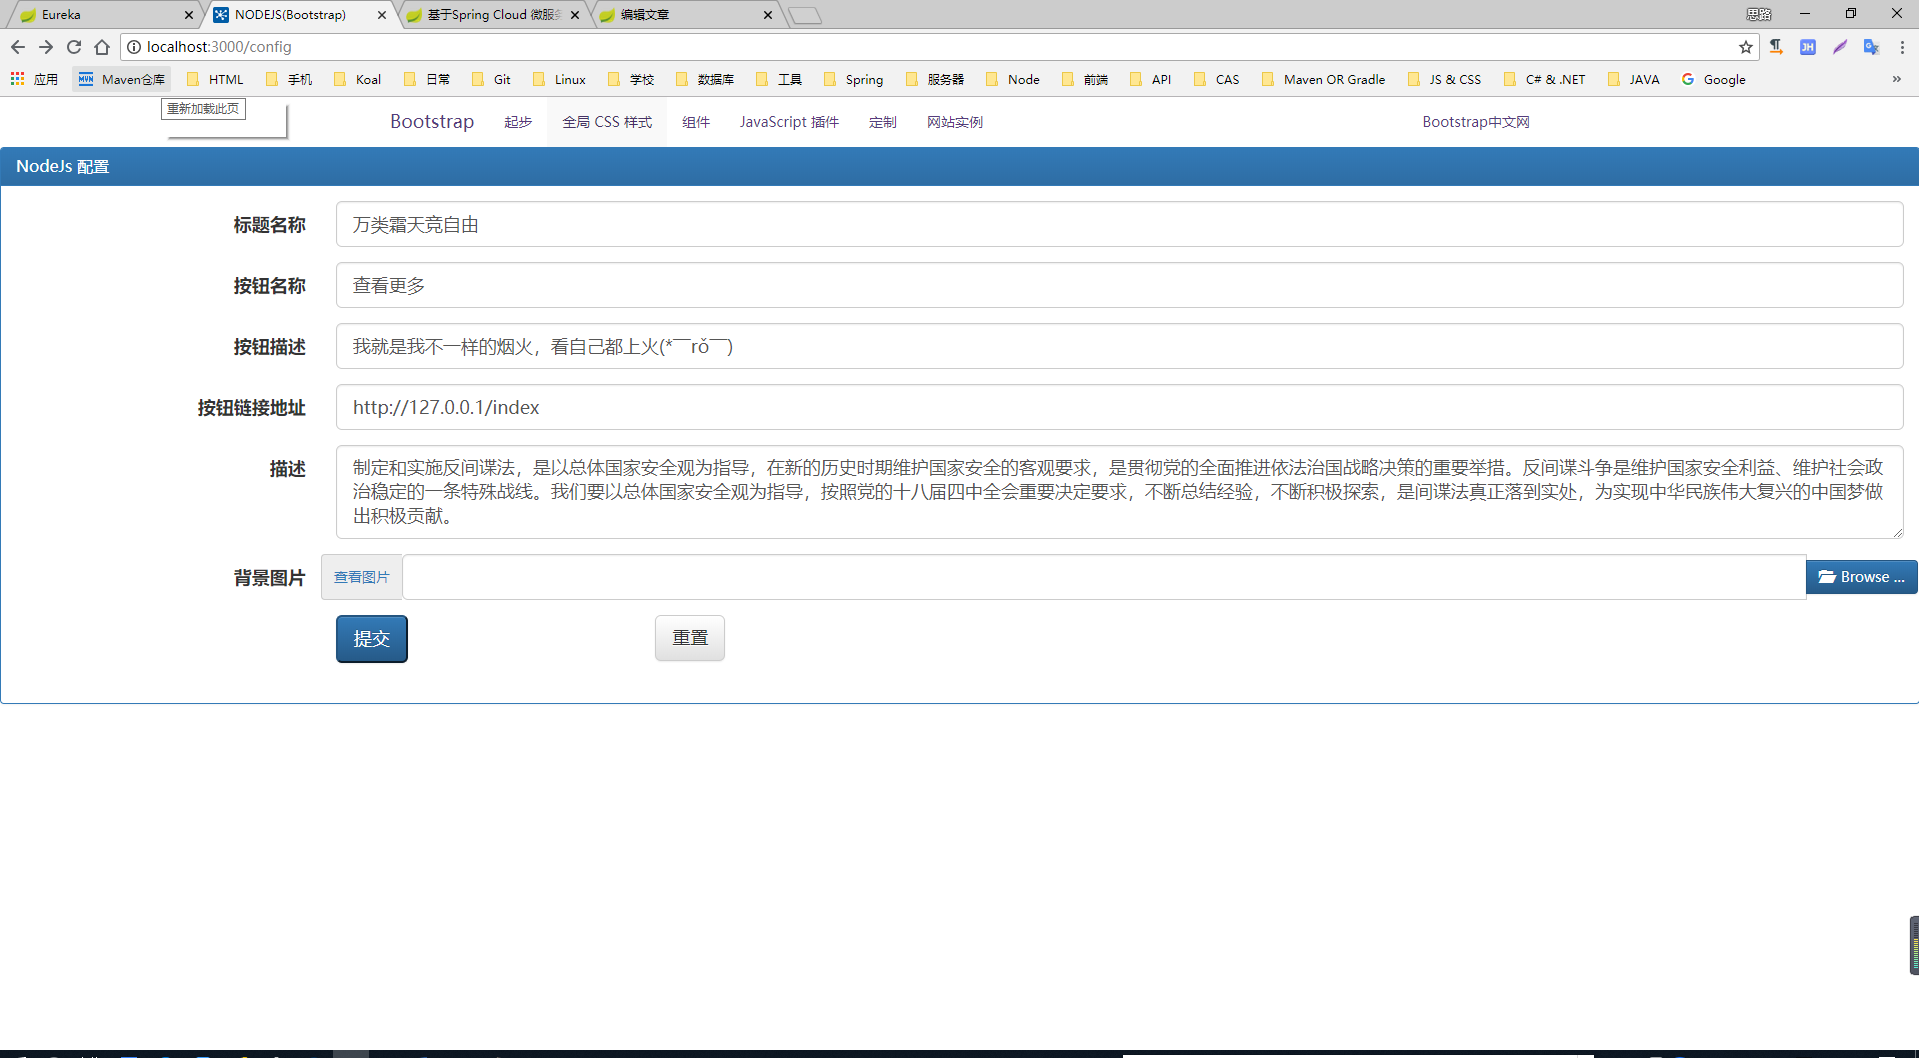 Eureka
NODEJS(Bootstrap)
基于Spring Cloud 微服
编辑文章
思路
localhost:3000/config
应用
MVN Maven仓库
HTML
手机
Koal
日常
Git
Linux
学校
数据库
工具
Spring
服务器
Node
前端
API
CAS
Maven OR Gradle
JS & CSS
C# & .NET
JAVA
Google
»
重新加载此页
Bootstrap
起步
全局 CSS 样式
组件
JavaScript 插件
定制
网站实例
Bootstrap中文网
NodeJs 配置
标题名称
万类霜天竞自由
按钮名称
查看更多
按钮描述
我就是我不一样的烟火，看自己都上火(*￣rǒ￣)
按钮链接地址
http://127.0.0.1/index
描述
制定和实施反间谍法，是以总体国家安全观为指导，在新的历史时期维护国家安全的客观要求，是贯彻党的全面推进依法治国战略决策的重要举措。反间谍斗争是维护国家安全利益、维护社会政
治稳定的一条特殊战线。我们要以总体国家安全观为指导，按照党的十八届四中全会重要决定要求，不断总结经验，不断积极探索，是间谍法真正落到实处，为实现中华民族伟大复兴的中国梦做
出积极贡献。
背景图片
查看图片
Browse ...
提交
重置